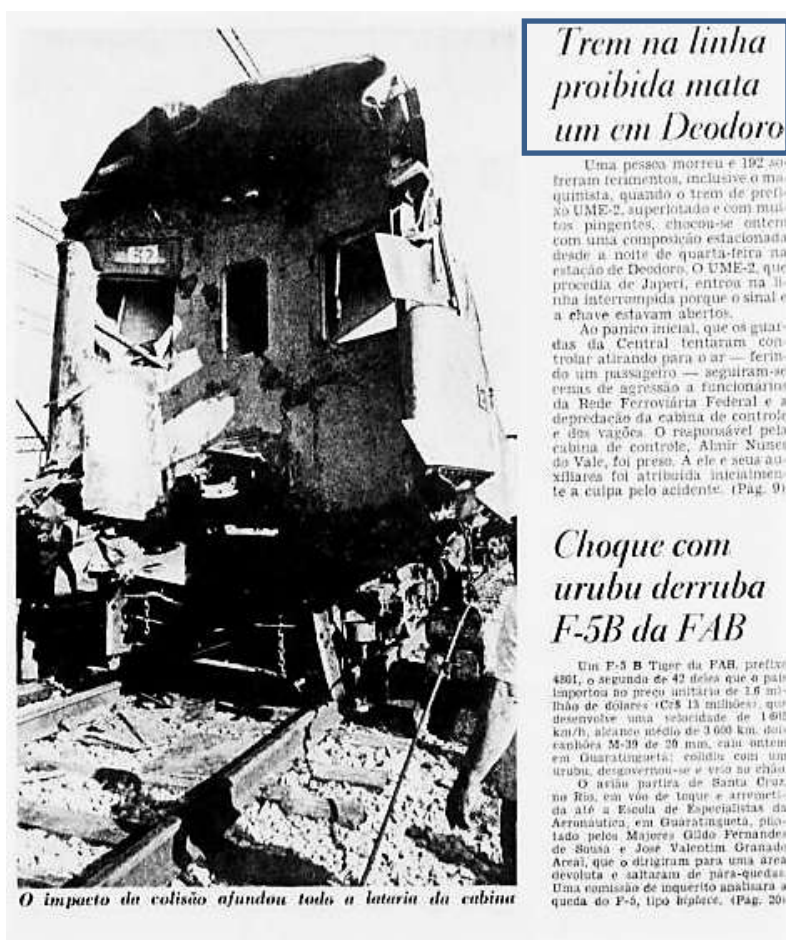 Trem na linha
proibida mata
um em Deodoro
Uma pessoa morreu e 192 so-
freram ferimentos, inclusive o ma-
quinista, quando o trem de prefi-
xo UME-2, superlotado e com mui-
tos pingentes, chocou-se ontem
com uma composição estacionada
desde a noite de quarta-feira na
estação de Deodoro. O UME-2, que
procedia de Japeri, entrou na li-
nha interrompida porque o sinal e
a chave estavam abertos.
Ao panico inicial, que os guar-
das da Central tentaram con-
trolar atirando para o ar — ferin-
do um passageiro — seguiram-se
cenas de agressão a funcionários
da Rede Ferroviária Federal e a
depredação da cabina de controle
e dos vagões. O responsável pela
cabina de controle, Almir Nunes
do Vale, foi preso. A ele e seus au-
xiliares foi atribuida inicialmen-
te a culpa pelo acidente. (Pág. 9)
Choque com
urubu derruba
F-5B da FAB
Um F-5 B Tiger da FAB, prefixo
4801, o segundo de 42 deles que o país
importou no preço unitário de 2,6 mi-
lhão de dólares (Cr$ 13 milhões), que
desenvolve uma velocidade de 1 605
km/h, alcance médio de 3 600 km, dois
canhões M-39 de 20 mm, caiu ontem
em Guaratinguetá; colidiu com um
urubu, desgovernou-se e veio ao chão.
O avião partira de Santa Cruz,
no Rio, em vôo de toque e arremeti-
da até a Escola de Especialistas da
Aeronáutica, em Guaratinguetá, pilo-
tado pelos Majores Gildo Fernandes
de Sousa e José Valentim Granado
Areal, que o dirigiram para uma área
devoluta e saltaram de pára-quedas.
Uma comissão de inquérito analisará a
queda do F-5, tipo biplace. (Pág. 20)
O impacto da colisão afundou toda a lataria da cabina